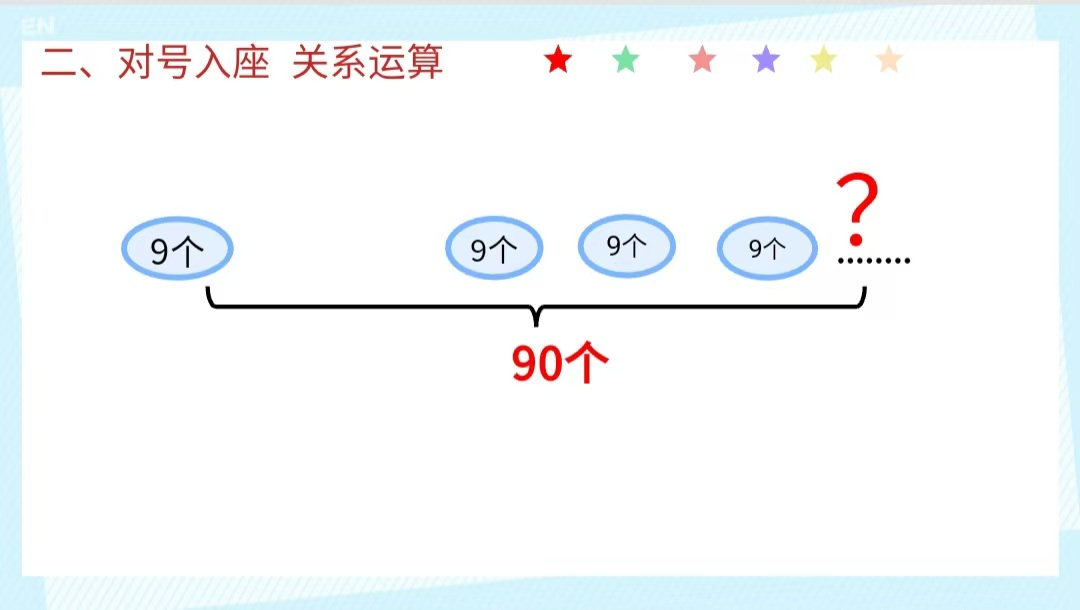 EN
二、对号入座 关系运算
?
9个 9个 9个 9个 ........
90个